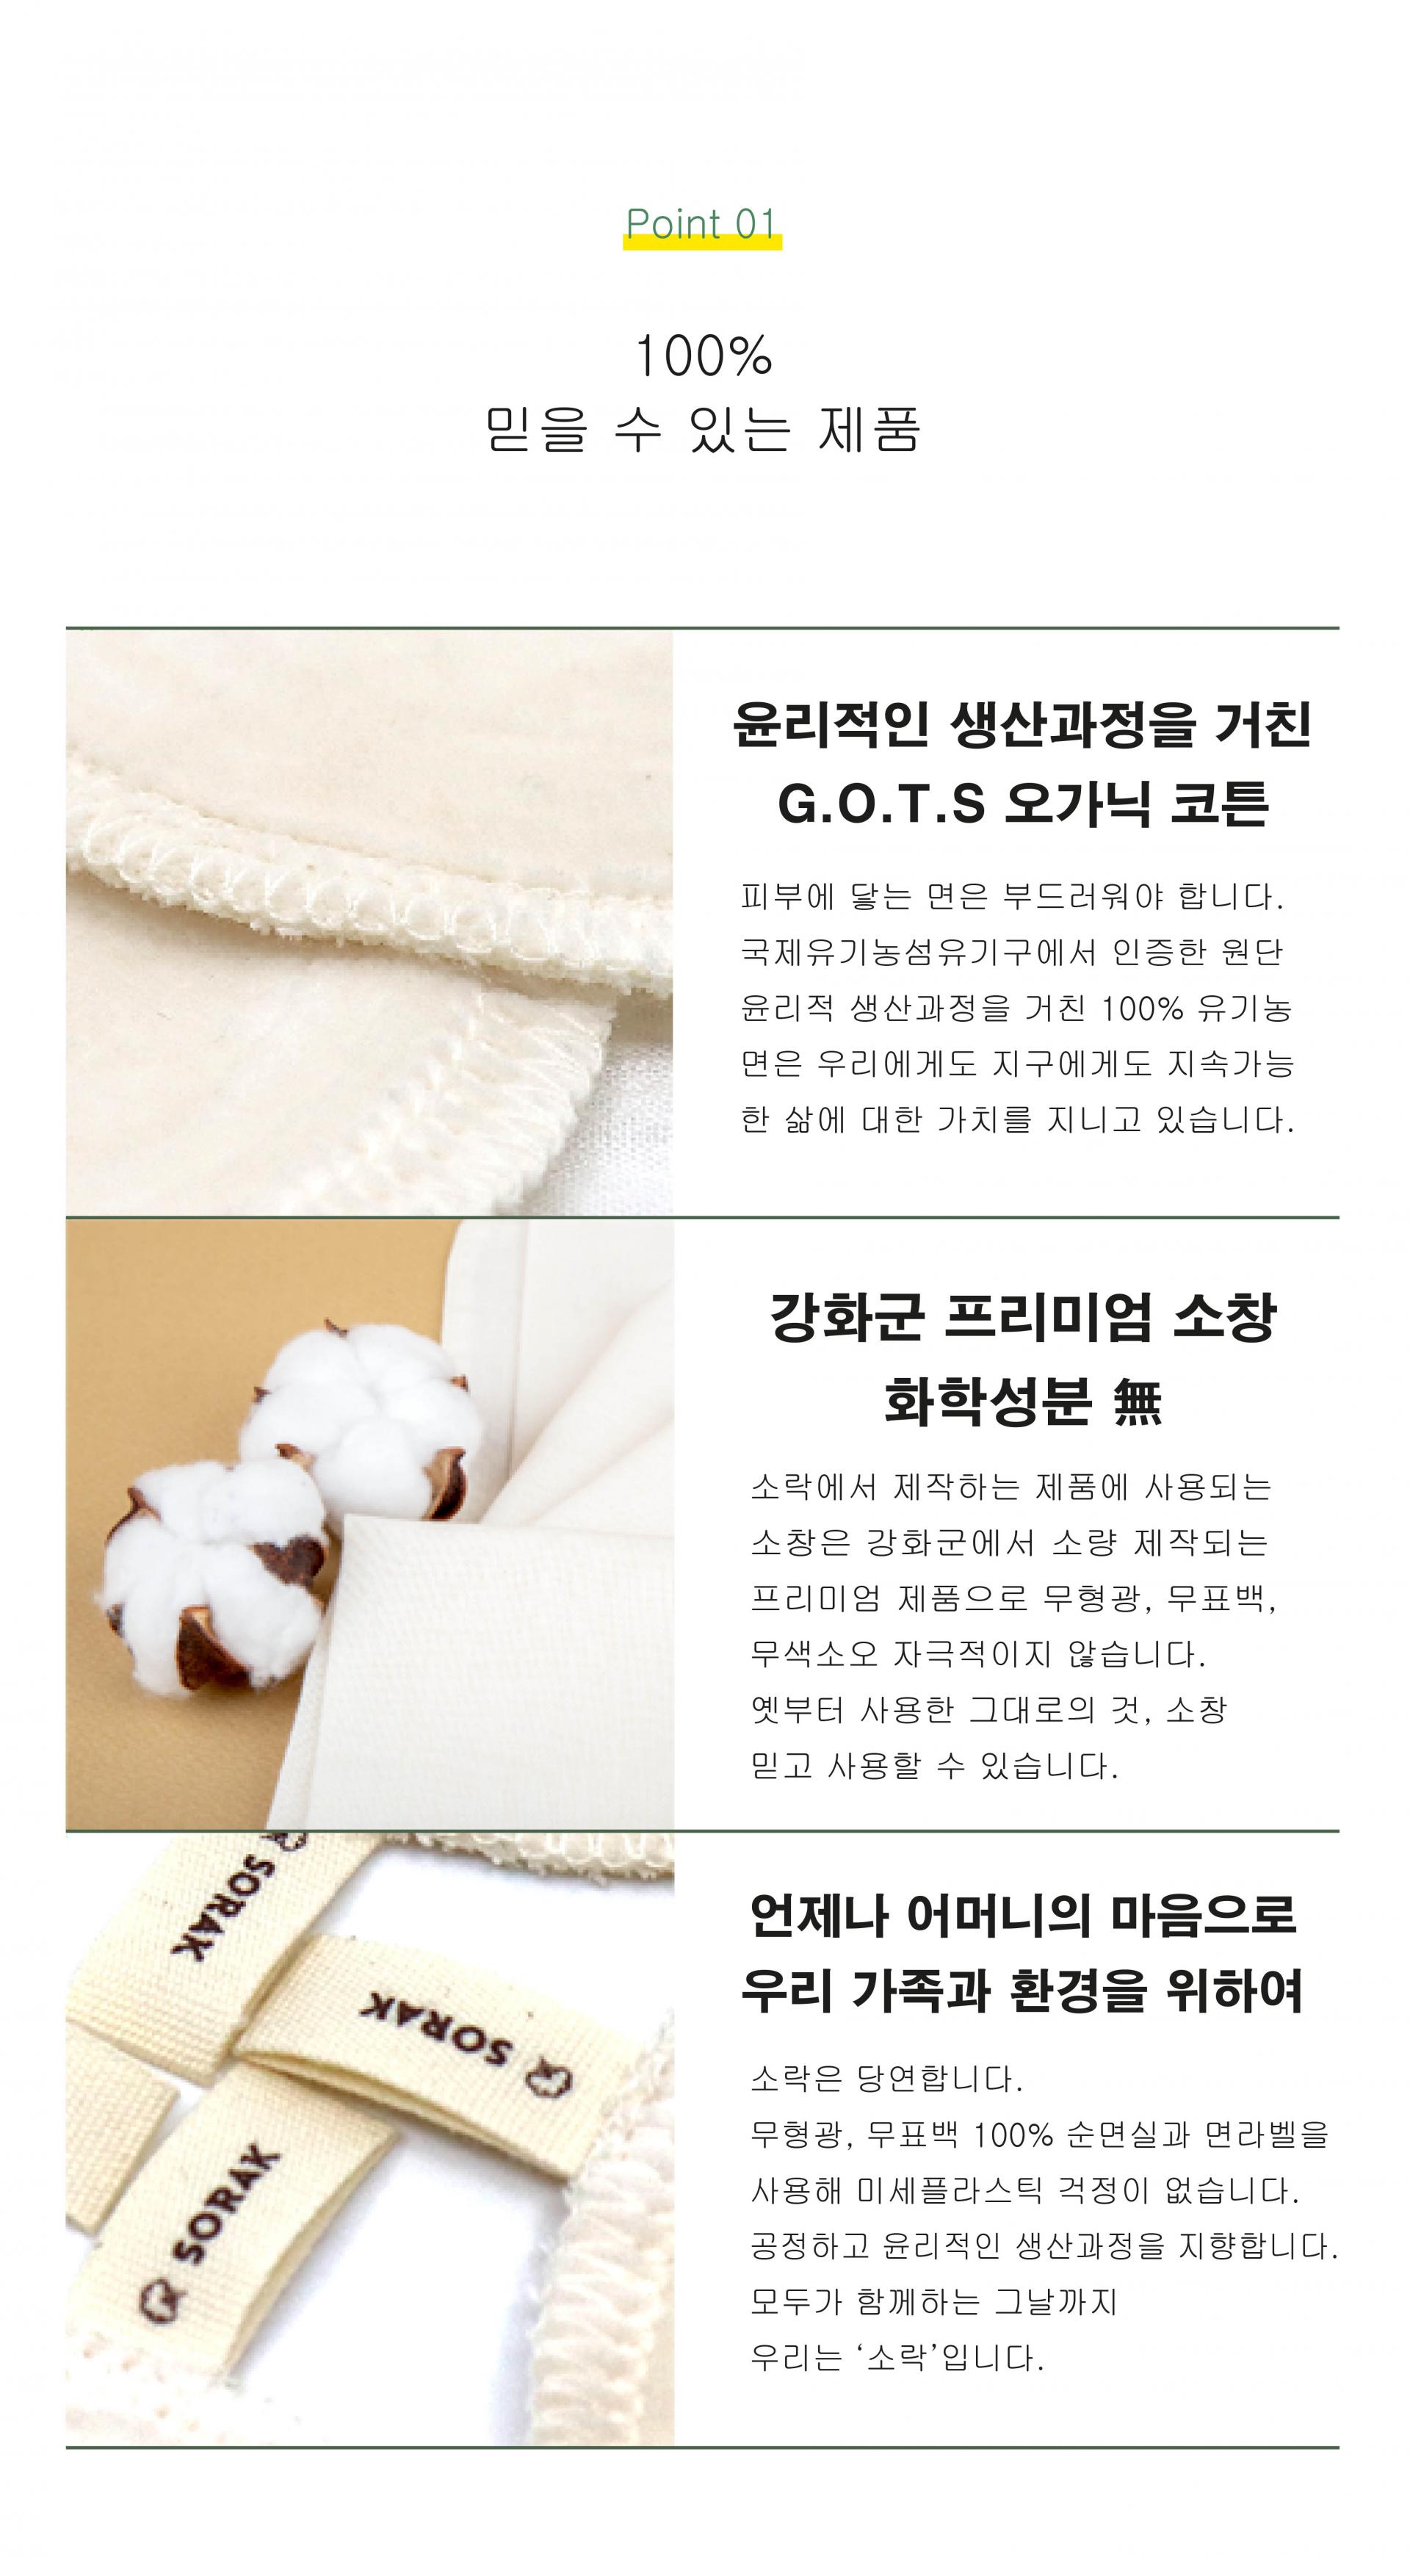 Point 01
100%
믿을 수 있는 제품
윤리적인 생산과정을 거친
G.O.T.S 오가닉 코튼
피부에 닿는 면은 부드러워야 합니다.
국제유기농섬유기구에서 인증한 원단
윤리적 생산과정을 거친 100% 유기농
면은 우리에게도 지구에게도 지속가능
한 삶에 대한 가치를 지니고 있습니다.
강화군 프리미엄 소창
화학성분 無
소락에서 제작하는 제품에 사용되는
소창은 강화군에서 소량 제작되는
프리미엄 제품으로 무형광, 무표백,
무색소오 자극적이지 않습니다.
옛부터 사용한 그대로의 것, 소창
믿고 사용할 수 있습니다.
SORAK
SORAK
SORAK
언제나 어머니의 마음으로
우리 가족과 환경을 위하여
소락은 당연합니다.
무형광, 무표백 100% 순면실과 면라벨을
사용해 미세플라스틱 걱정이 없습니다.
공정하고 윤리적인 생산과정을 지향합니다.
모두가 함께하는 그날까지
우리는 ‘소락’입니다.